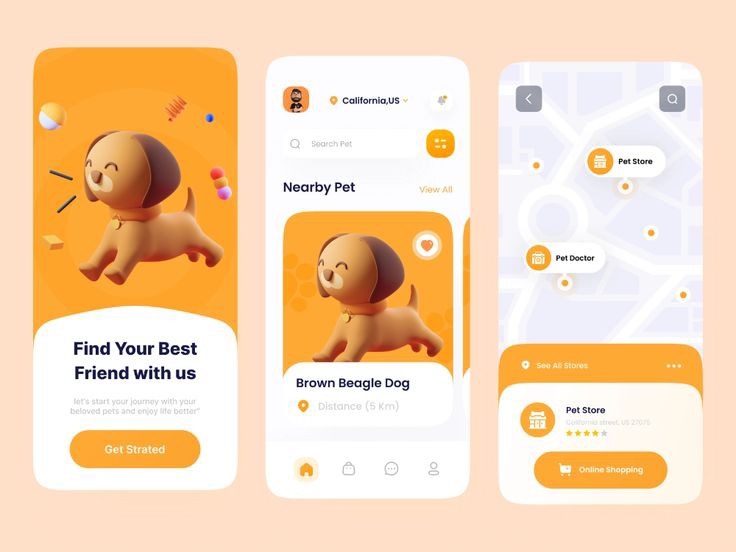 Find Your Best
Friend with us
let's start your journey with your
beloved pets and enjoy life better"
Get Strated
California,US
Search Pet
Nearby Pet
View All
Brown Beagle Dog
Distance (5 Km)
Pet Store
Pet Doctor
See All Stores
Pet Store
California street, US 27075
Online Shopping